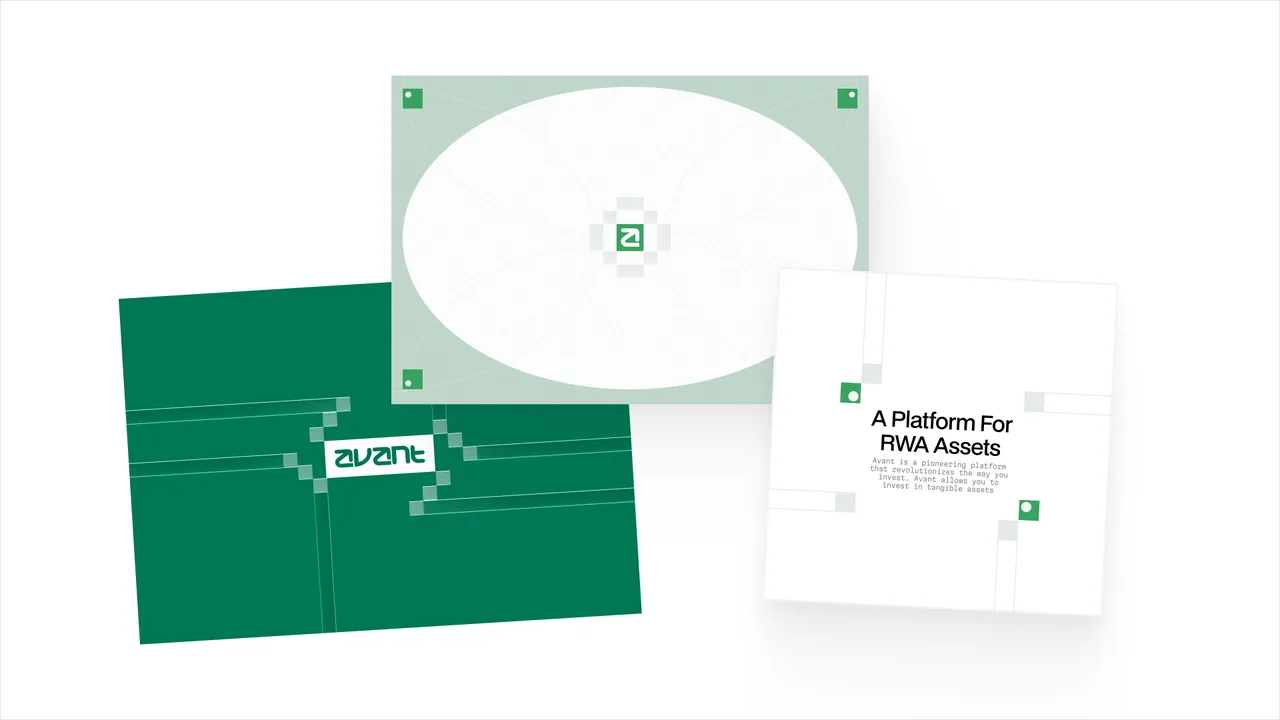 a
avant
A Platform For
RWA Assets
Avant is a pioneering platform
that revolutionizes the way you
invest. Avant allows you to
invest in tangible assets